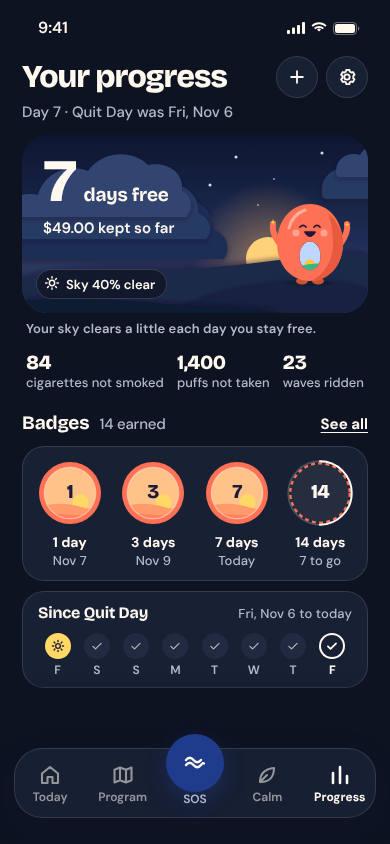 9:41
Your progress
Day 7 · Quit Day was Fri, Nov 6
7 days free
$49.00 kept so far
Sky 40% clear
Your sky clears a little each day you stay free.
84 1,400 23
cigarettes not smoked puffs not taken waves ridden
Badges 14 earned See all
1 3 7 14
1 day 3 days 7 days 14 days
Nov 7 Nov 9 Today 7 to go
Since Quit Day Fri, Nov 6 to today
F S S M T W T F
Today Program SOS Calm Progress